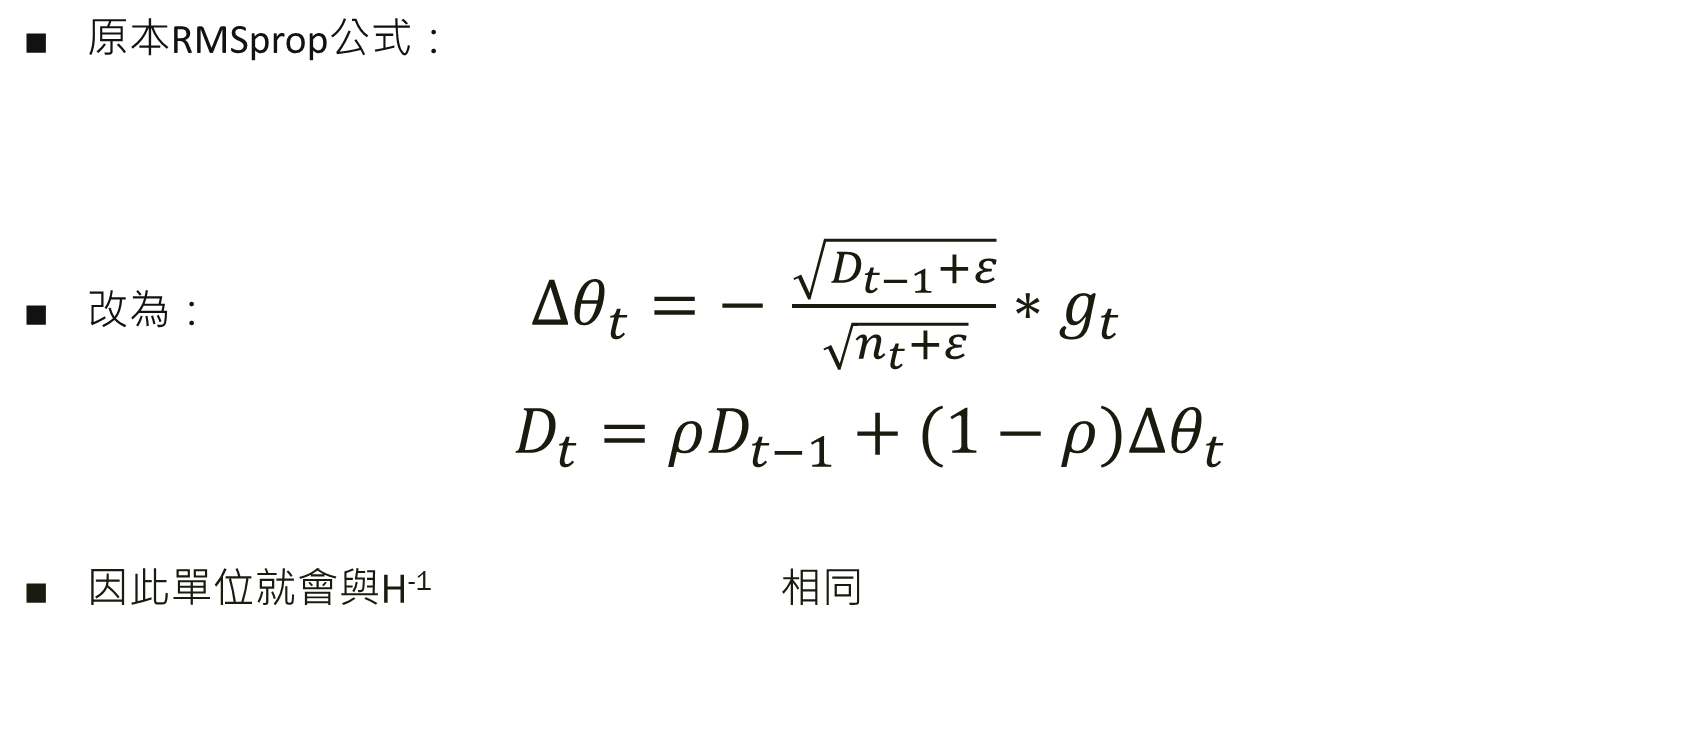 原本RMSprop公式：
改為： Δθ_t = − √(D_{t−1}+ε) / √(n_t+ε) * g_t
D_t = ρD_{t−1} + (1 − ρ)Δθ_t
因此單位就會與H⁻¹ 相同